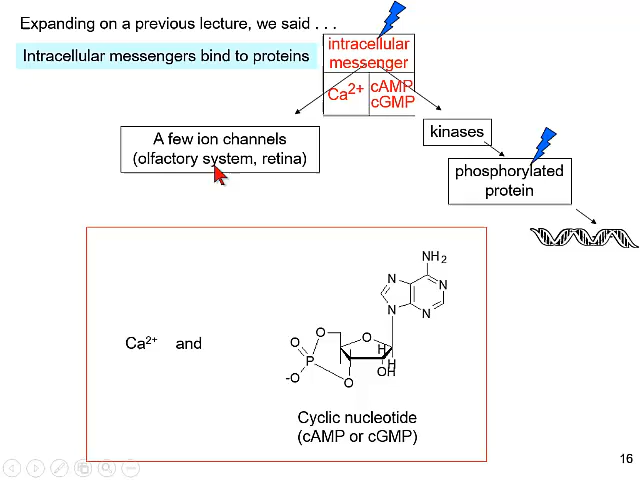 Expanding on a previous lecture, we said . . .
Intracellular messengers bind to proteins
intracellular
messenger
Ca2+
cAMP
cGMP
A few ion channels
(olfactory system, retina)
kinases
phosphorylated
protein
NH2
N
N
N
N
O
O
O
P
-O
O
H
H
OH
Ca2+ and
Cyclic nucleotide
(cAMP or cGMP)
16